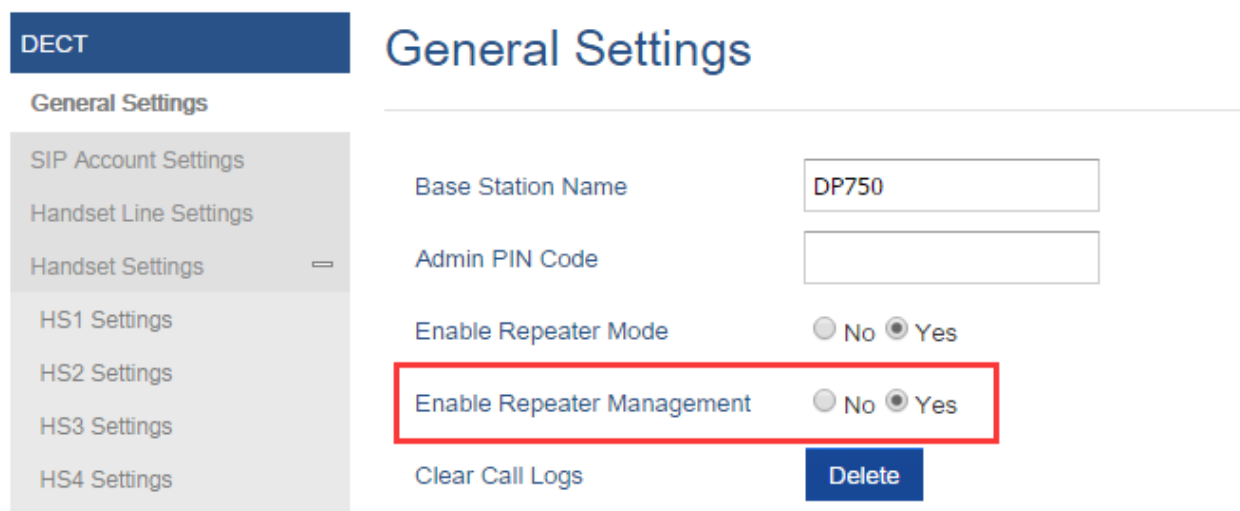 DECT
General Settings
SIP Account Settings
Handset Line Settings
Handset Settings
HS1 Settings
HS2 Settings
HS3 Settings
HS4 Settings
General Settings
Base Station Name DP750
Admin PIN Code
Enable Repeater Mode No Yes
Enable Repeater Management No Yes
Clear Call Logs Delete